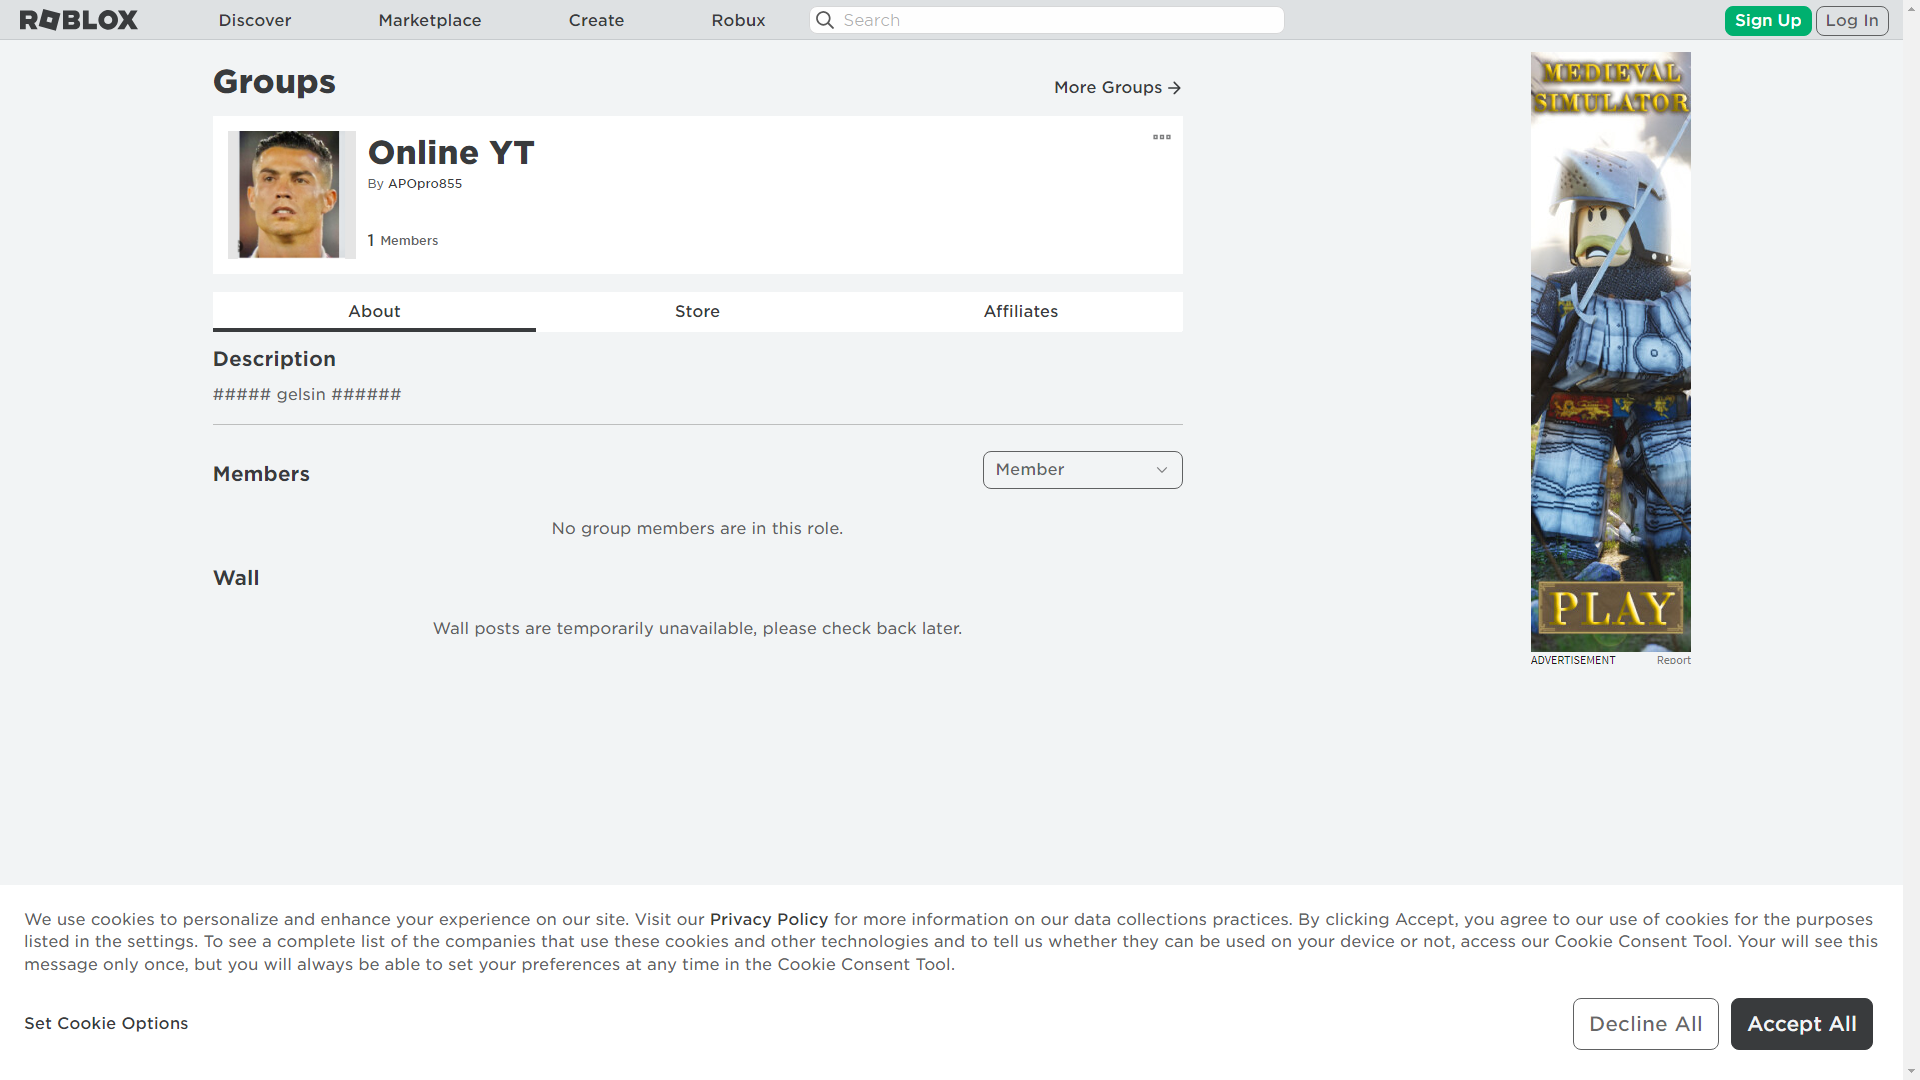 ROBLOX
Discover
Marketplace
Create
Robux
Search
Sign Up
Log In
Groups
More Groups
Online YT
By APOpro855
1 Members
About
Store
Affiliates
Description
##### gelsin ######
Members
Member
No group members are in this role.
Wall
Wall posts are temporarily unavailable, please check back later.
MEDIEVAL
SIMULATOR
PLAY
ADVERTISEMENT
Report
We use cookies to personalize and enhance your experience on our site. Visit our Privacy Policy for more information on our data collections practices. By clicking Accept, you agree to our use of cookies for the purposes
listed in the settings. To see a complete list of the companies that use these cookies and other technologies and to tell us whether they can be used on your device or not, access our Cookie Consent Tool. Your will see this
message only once, but you will always be able to set your preferences at any time in the Cookie Consent Tool.
Set Cookie Options
Decline All
Accept All